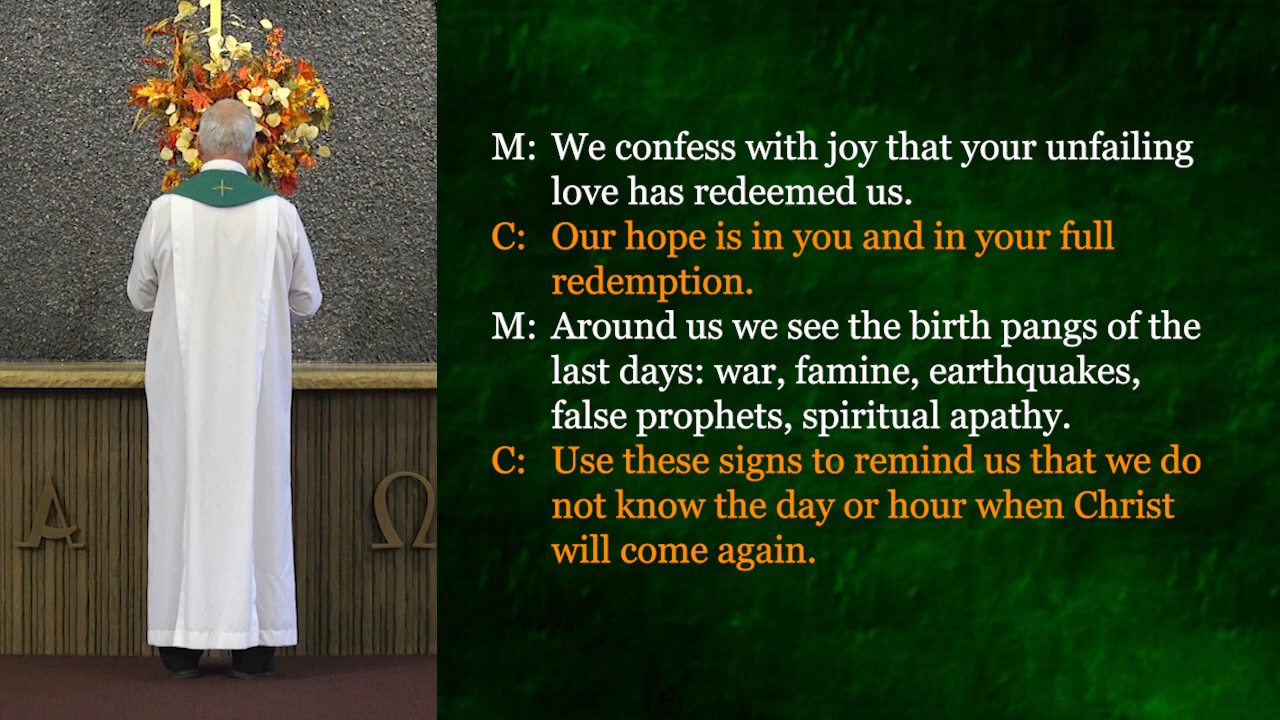 M: We confess with joy that your unfailing
love has redeemed us.
C: Our hope is in you and in your full
redemption.
M: Around us we see the birth pangs of the
last days: war, famine, earthquakes,
false prophets, spiritual apathy.
C: Use these signs to remind us that we do
not know the day or hour when Christ
will come again.
Α Ω